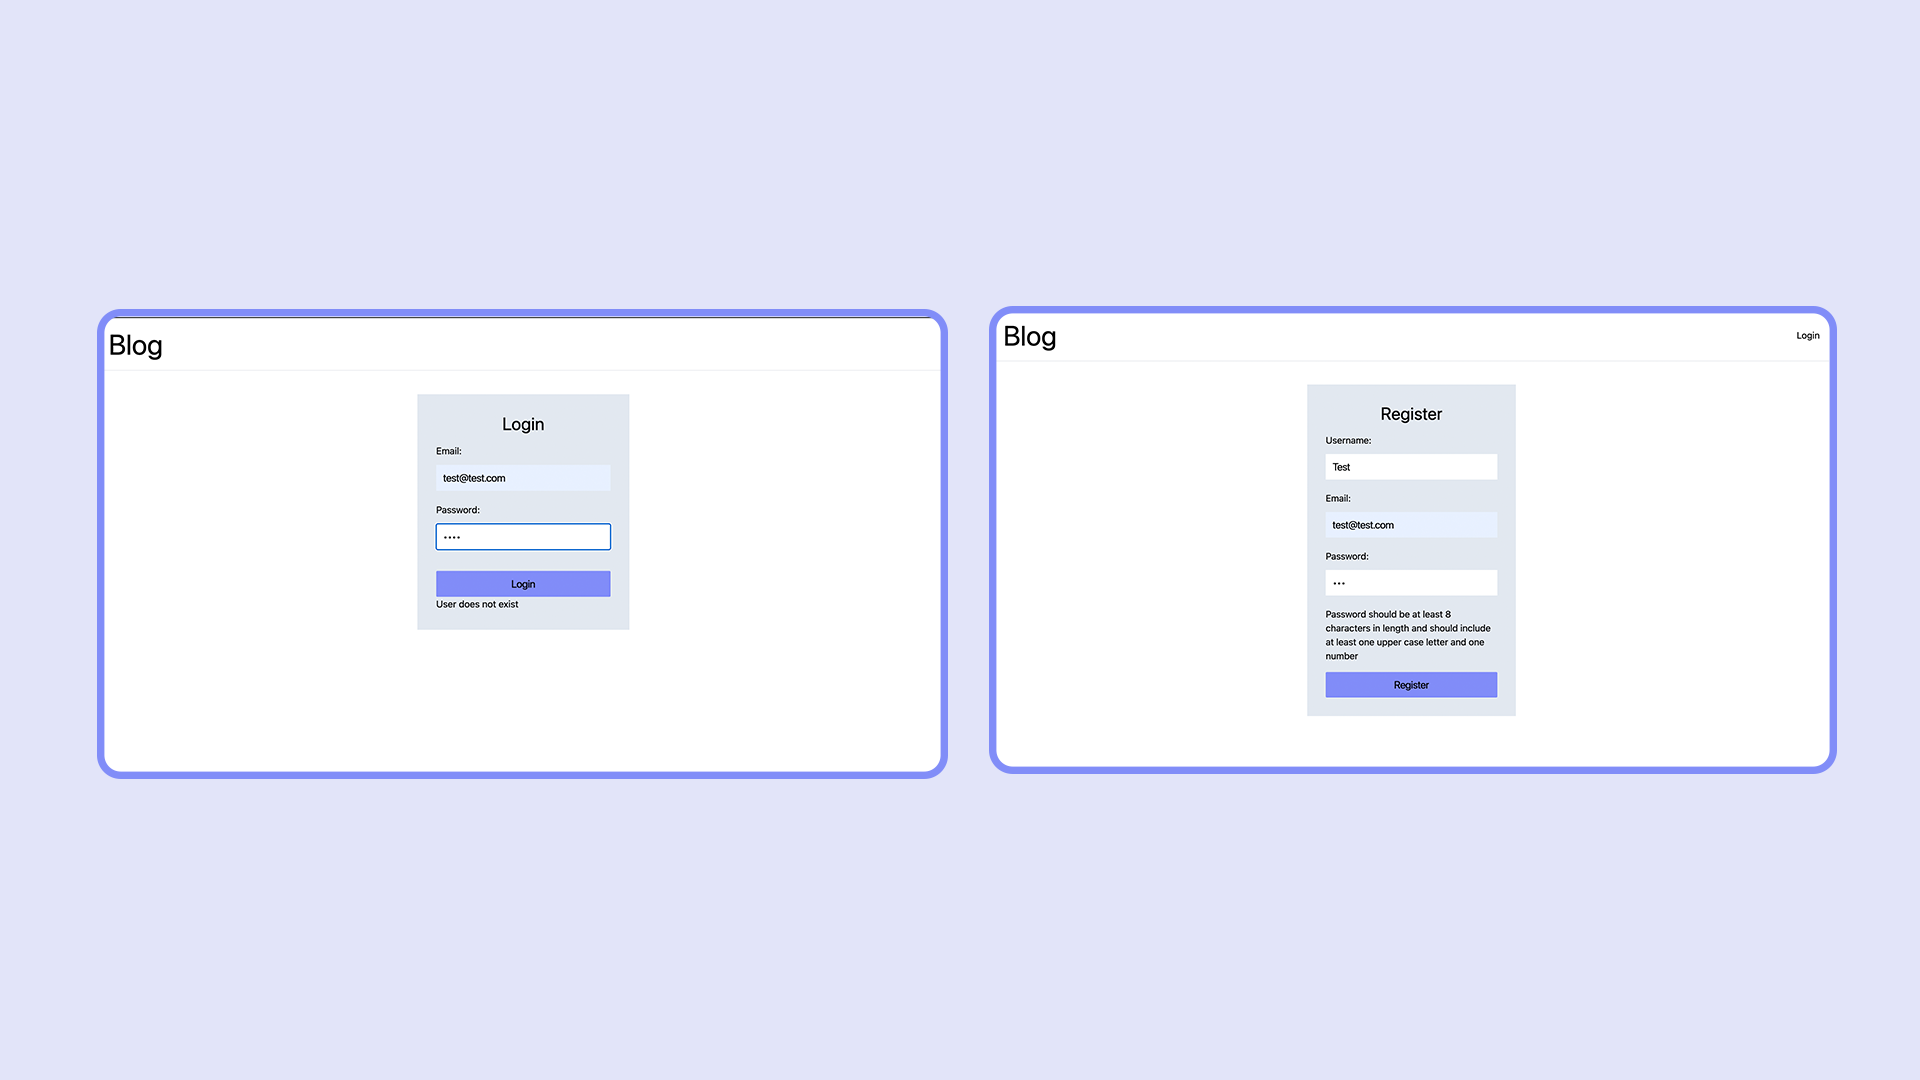 Blog
Login
Email:
test@test.com
Password:
••••
Login
User does not exist
Blog
Login
Register
Username:
Test
Email:
test@test.com
Password:
•••
Password should be at least 8
characters in length and should include
at least one upper case letter and one
number
Register